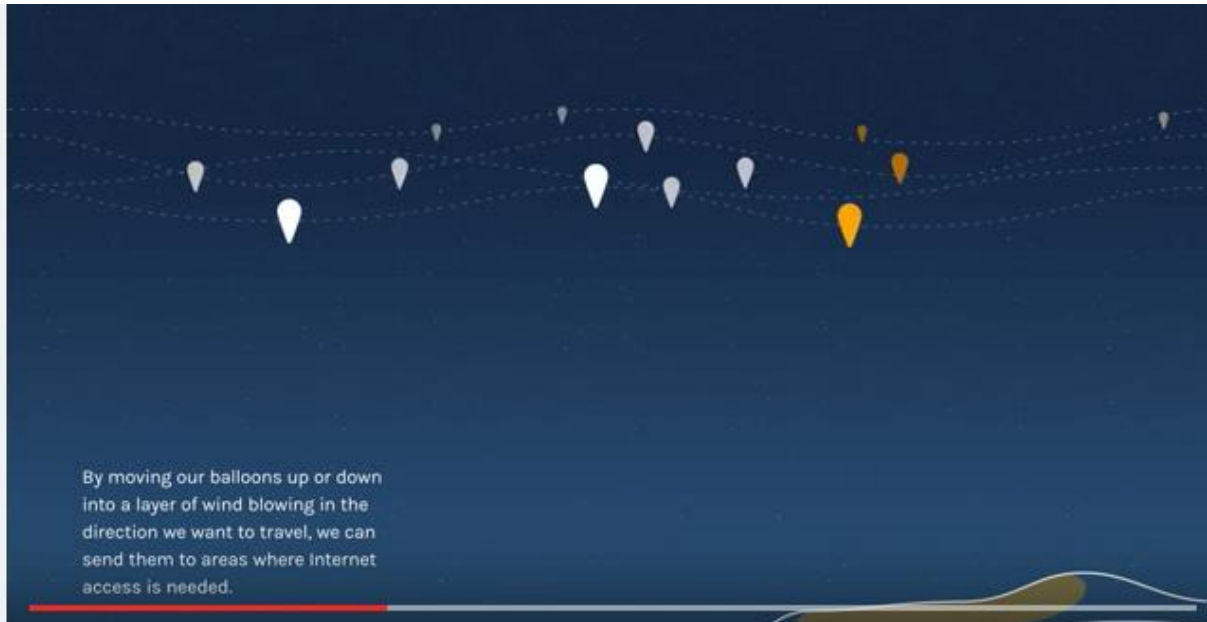 By moving our balloons up or down
into a layer of wind blowing in the
direction we want to travel, we can
send them to areas where Internet
access is needed.